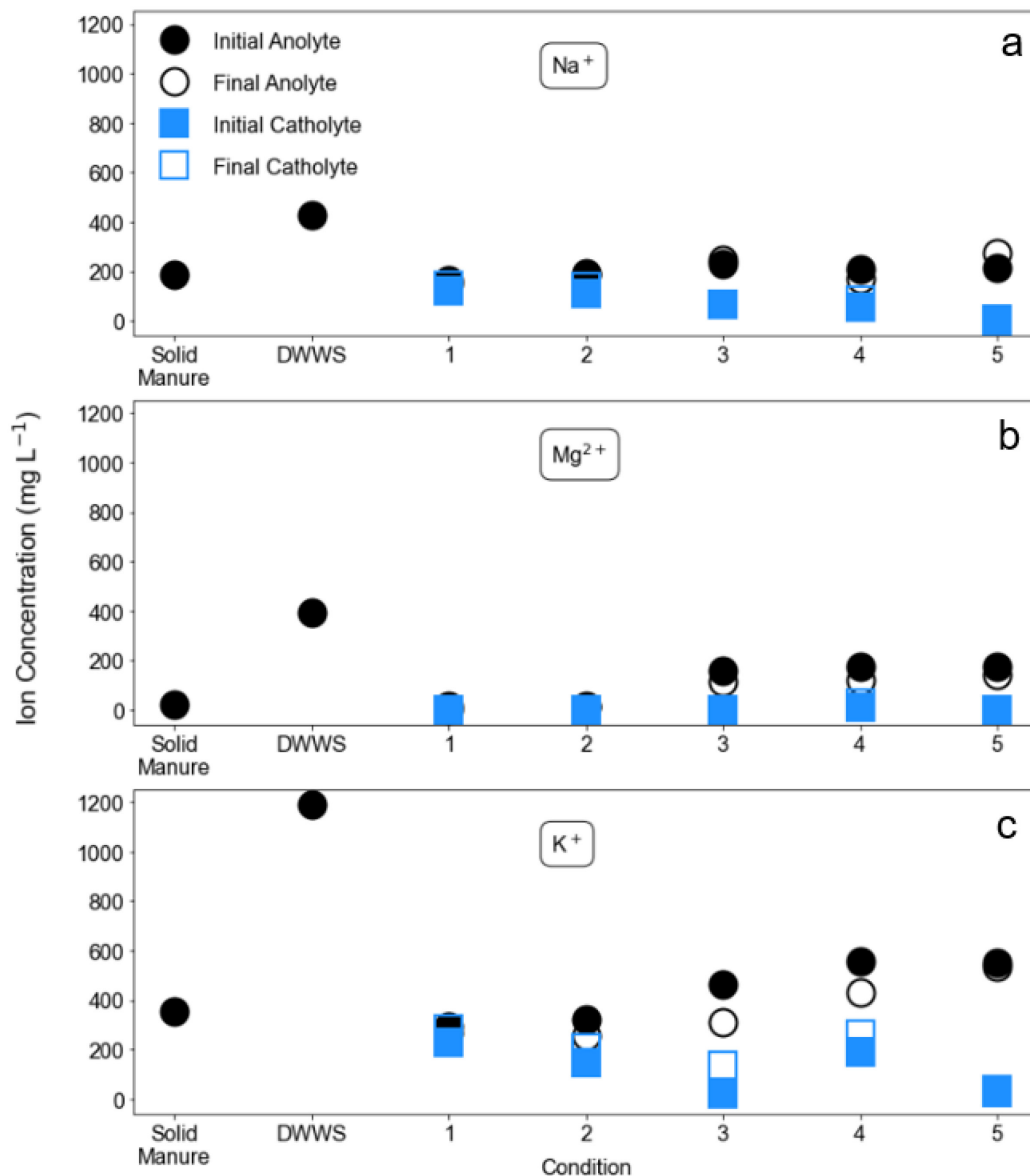 Ion Concentration (mg L⁻¹)
a
Na⁺
Initial Anolyte
Final Anolyte
Initial Catholyte
Final Catholyte
1200
1000
800
600
400
200
0
Solid Manure
DWWS
1
2
3
4
5
b
Mg²⁺
1200
1000
800
600
400
200
0
Solid Manure
DWWS
1
2
3
4
5
c
K⁺
1200
1000
800
600
400
200
0
Solid Manure
DWWS
1
2
3
4
5
Condition